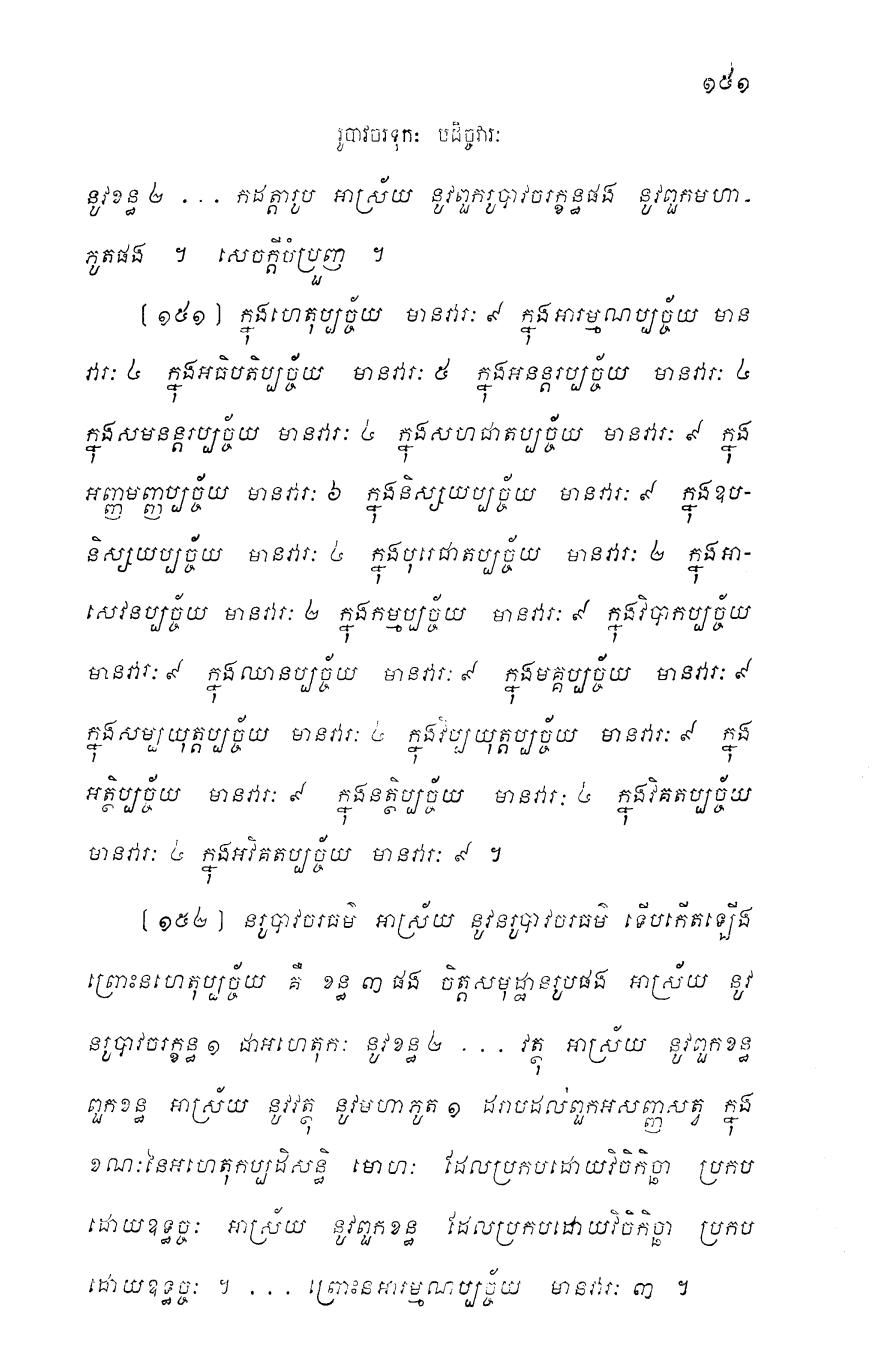 ១៥១
រូបាវចរទុកៈ បដិច្ចវារៈ
នូវខន្ធ ២ ... កដត្តារូប អាស្រ័យ នូវពួករូបាវចរក្ខន្ធផង នូវពួកមហា-
ភូតផង ។ សេចក្តីបំប្រួញ ។
(១៥១) ក្នុងហេតុប្បច្ច័យ មានវារៈ ៩ ក្នុងអារម្មណប្បច្ច័យ មាន
វារៈ ៤ ក្នុងអធិបតិប្បច្ច័យ មានវារៈ ៥ ក្នុងអនន្តរប្បច្ច័យ មានវារៈ ៤
ក្នុងសមនន្តរប្បច្ច័យ មានវារៈ ៤ ក្នុងសហជាតប្បច្ច័យ មានវារៈ ៩ ក្នុង
អញ្ញមញ្ញប្បច្ច័យ មានវារៈ ៦ ក្នុងនិស្សយប្បច្ច័យ មានវារៈ ៩ ក្នុងឧប-
និស្សយប្បច្ច័យ មានវារៈ ៤ ក្នុងបុរេជាតប្បច្ច័យ មានវារៈ ២ ក្នុងអា-
សេវនប្បច្ច័យ មានវារៈ ២ ក្នុងកម្មប្បច្ច័យ មានវារៈ ៩ ក្នុងវិបាកប្បច្ច័យ
មានវារៈ ៩ ក្នុងឈានប្បច្ច័យ មានវារៈ ៩ ក្នុងមគ្គប្បច្ច័យ មានវារៈ ៩
ក្នុងសម្បយុត្តប្បច្ច័យ មានវារៈ ៤ ក្នុងវិប្បយុត្តប្បច្ច័យ មានវារៈ ៩ ក្នុង
អត្ថិប្បច្ច័យ មានវារៈ ៩ ក្នុងនត្ថិប្បច្ច័យ មានវារៈ ៤ ក្នុងវិគតប្បច្ច័យ
មានវារៈ ៤ ក្នុងអវិគតប្បច្ច័យ មានវារៈ ៩ ។
(១៥២) នរូបាវចរធម៌ អាស្រ័យ នូវនរូបាវចរធម៌ ទើបកើតឡើង
ព្រោះនហេតុប្បច្ច័យ គឺ ខន្ធ ៣ ផង ចិត្តសមុដ្ឋានរូបផង អាស្រ័យ នូវ
នរូបាវចរក្ខន្ធ ១ ជាអហេតុកៈ នូវខន្ធ ២ ... វត្ថុ អាស្រ័យ នូវពួកខន្ធ
ពួកខន្ធ អាស្រ័យ នូវវត្ថុ នូវមហាភូត ១ ដរាបដល់ពួកអសញ្ញសត្វ ក្នុង
ខណៈនៃអហេតុកប្បដិសន្ធិ មោហៈ ដែលប្រកបដោយវិចិកិច្ឆា ប្រកប
ដោយឧទ្ធច្ចៈ អាស្រ័យ នូវពួកខន្ធ ដែលប្រកបដោយវិចិកិច្ឆា ប្រកប
ដោយឧទ្ធច្ចៈ ។ ... ព្រោះនអារម្មណប្បច្ច័យ មានវារៈ ៣ ។